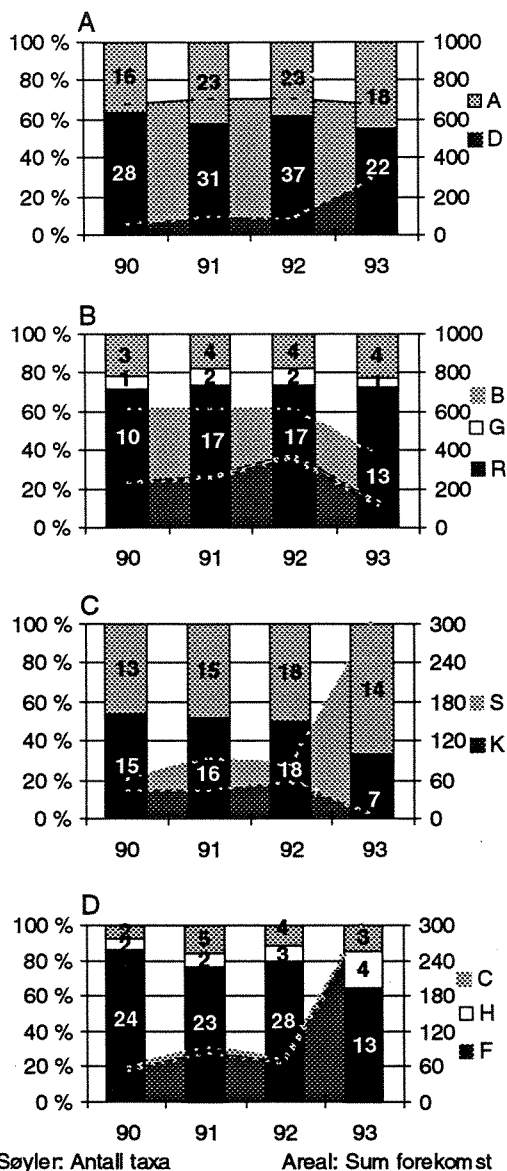 A
100 % 16 23 23 18 1000
80 % 800
60 % 600 A
40 % 28 31 37 22 400 D
20 % 200
0 % 0
90 91 92 93
B
100 % 3 4 4 4 1000
80 % 1 2 2 1 800
60 % 600 B
40 % 10 17 17 13 400 G
20 % 200 R
0 % 0
90 91 92 93
C
100 % 13 15 18 14 300
80 % 240
60 % 180 S
40 % 15 16 18 7 120 K
20 % 60
0 % 0
90 91 92 93
D
100 % 2 5 4 3 300
80 % 2 2 3 4 240
60 % 24 23 28 13 180 C
40 % 120 H
20 % 60 F
0 % 0
90 91 92 93
Søyler: Antall taxa Areal: Sum forekomst